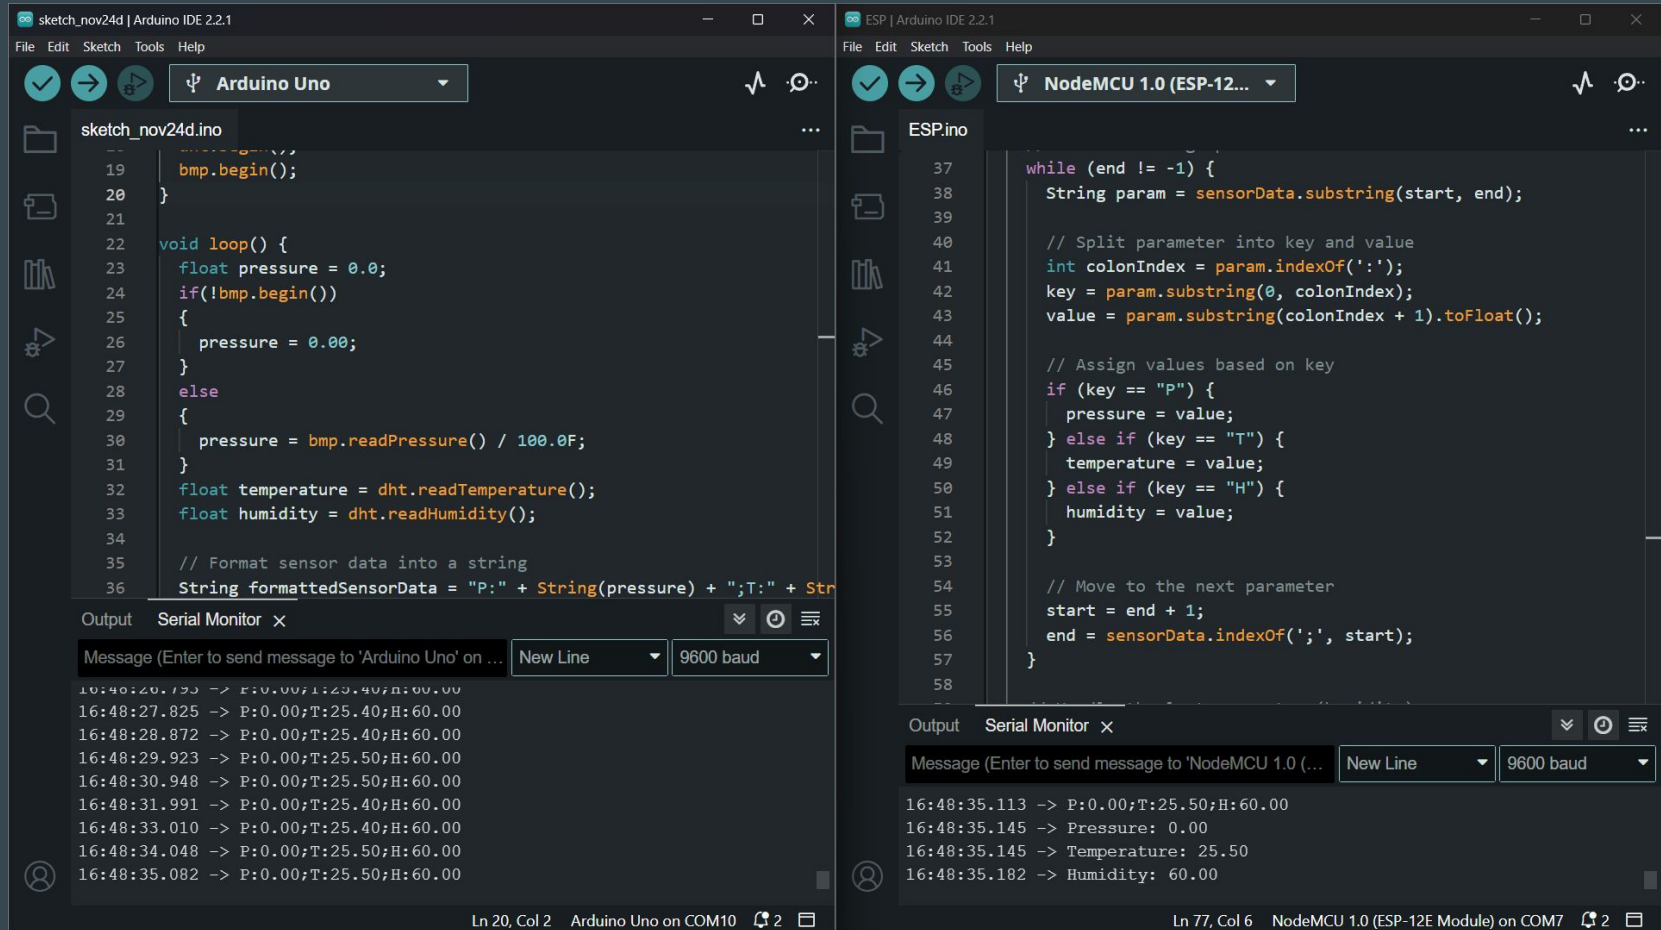 sketch_nov24d | Arduino IDE 2.2.1
File Edit Sketch Tools Help
Arduino Uno
sketch_nov24d.ino
19 bmp.begin();
20 }
21
22 void loop() {
23 float pressure = 0.0;
24 if(!bmp.begin())
25 {
26 pressure = 0.00;
27 }
28 else
29 {
30 pressure = bmp.readPressure() / 100.0F;
31 }
32 float temperature = dht.readTemperature();
33 float humidity = dht.readHumidity();
34
35 // Format sensor data into a string
36 String formattedSensorData = "P:" + String(pressure) + ";T:" + Str
Output Serial Monitor
Message (Enter to send message to 'Arduino Uno' on ...
New Line
9600 baud
16:48:26.793 -> P:0.00;T:25.40;H:60.00
16:48:27.825 -> P:0.00;T:25.40;H:60.00
16:48:28.872 -> P:0.00;T:25.40;H:60.00
16:48:29.923 -> P:0.00;T:25.50;H:60.00
16:48:30.948 -> P:0.00;T:25.50;H:60.00
16:48:31.991 -> P:0.00;T:25.40;H:60.00
16:48:33.010 -> P:0.00;T:25.40;H:60.00
16:48:34.048 -> P:0.00;T:25.50;H:60.00
16:48:35.082 -> P:0.00;T:25.50;H:60.00
Ln 20, Col 2 Arduino Uno on COM10 2
ESP | Arduino IDE 2.2.1
File Edit Sketch Tools Help
NodeMCU 1.0 (ESP-12...
ESP.ino
37 while (end != -1) {
38 String param = sensorData.substring(start, end);
39
40 // Split parameter into key and value
41 int colonIndex = param.indexOf(':');
42 key = param.substring(0, colonIndex);
43 value = param.substring(colonIndex + 1).toFloat();
44
45 // Assign values based on key
46 if (key == "P") {
47 pressure = value;
48 } else if (key == "T") {
49 temperature = value;
50 } else if (key == "H") {
51 humidity = value;
52 }
53
54 // Move to the next parameter
55 start = end + 1;
56 end = sensorData.indexOf(';', start);
57 }
58
Output Serial Monitor
Message (Enter to send message to 'NodeMCU 1.0 (...
New Line
9600 baud
16:48:35.113 -> P:0.00;T:25.50;H:60.00
16:48:35.145 -> Pressure: 0.00
16:48:35.145 -> Temperature: 25.50
16:48:35.182 -> Humidity: 60.00
Ln 77, Col 6 NodeMCU 1.0 (ESP-12E Module) on COM7 2